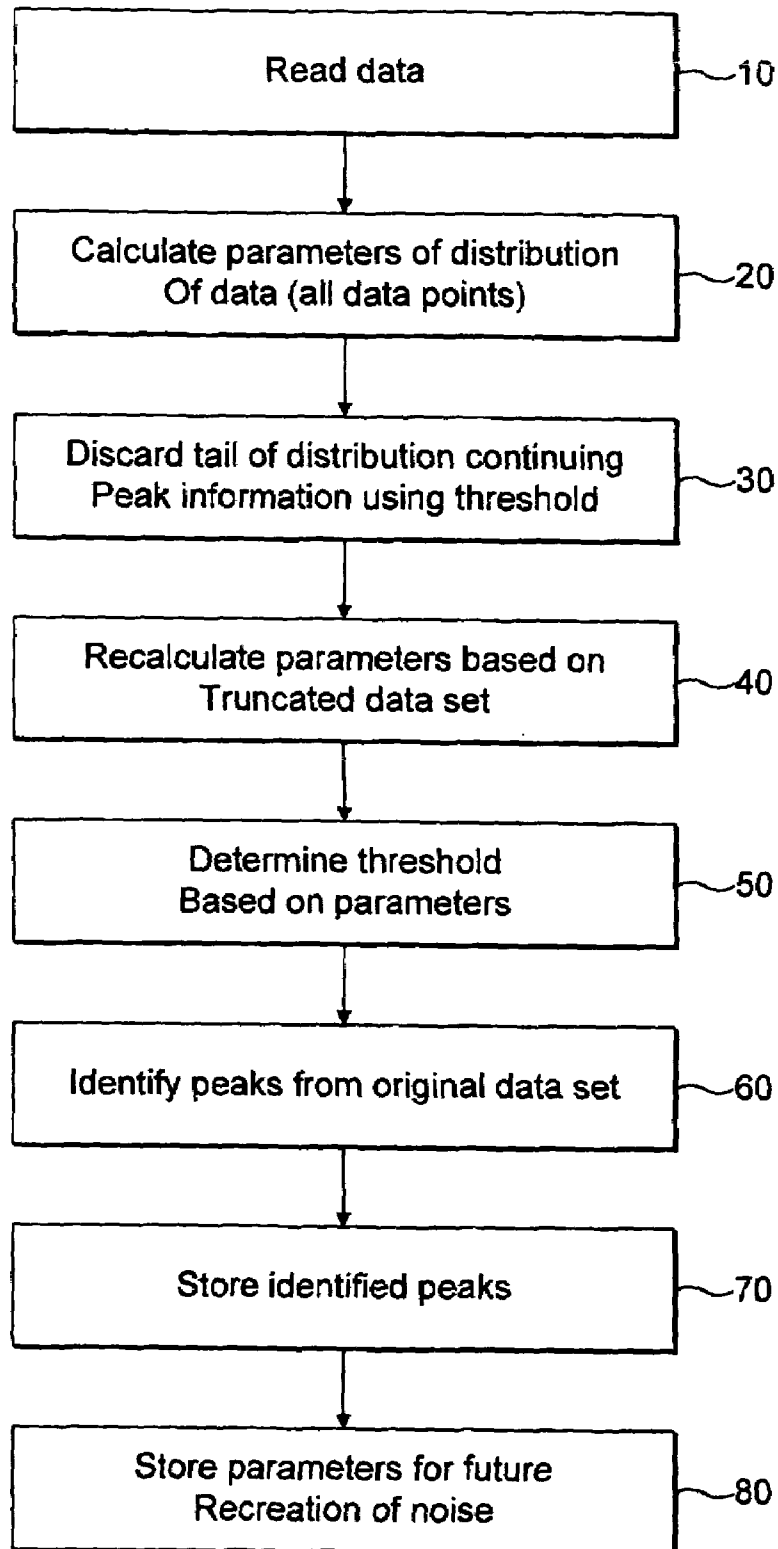 Read data
10
Calculate parameters of distribution
Of data (all data points)
20
Discard tail of distribution continuing
Peak information using threshold
30
Recalculate parameters based on
Truncated data set
40
Determine threshold
Based on parameters
50
Identify peaks from original data set
60
Store identified peaks
70
Store parameters for future
Recreation of noise
80